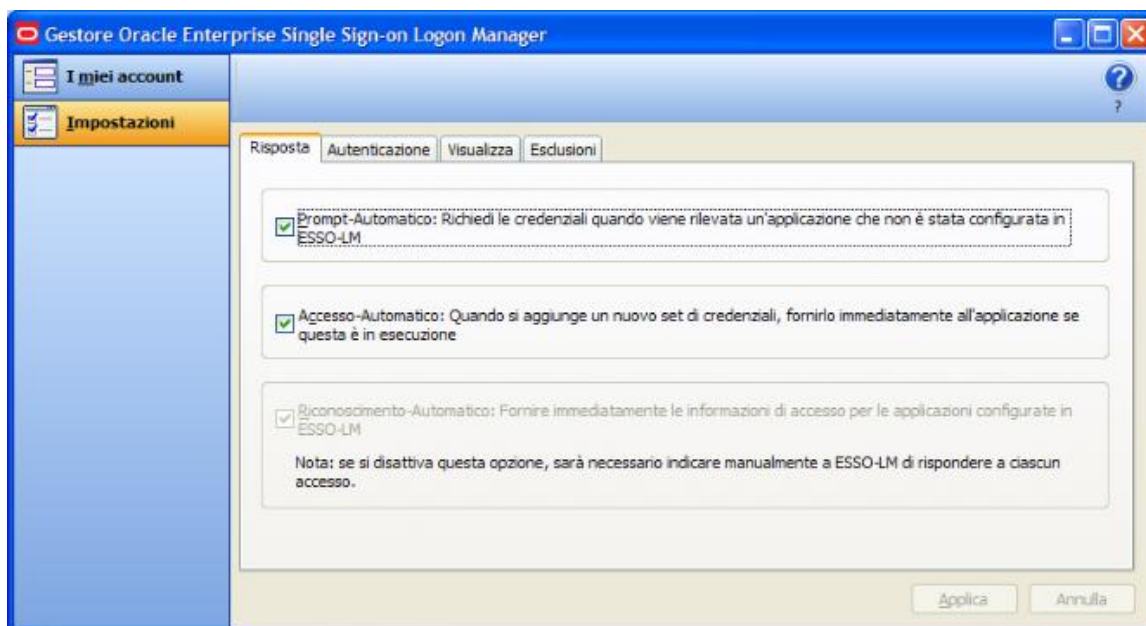 Gestore Oracle Enterprise Single Sign-on Logon Manager
I miei account
Impostazioni
?
?
Risposta
Autenticazione
Visualizza
Esclusioni
Prompt-Automatico: Richiedi le credenziali quando viene rilevata un'applicazione che non è stata configurata in
ESSO-LM
Accesso-Automatico: Quando si aggiunge un nuovo set di credenziali, fornirlo immediatamente all'applicazione se
questa è in esecuzione
Riconoscimento-Automatico: Fornire immediatamente le informazioni di accesso per le applicazioni configurate in
ESSO-LM
Nota: se si disattiva questa opzione, sarà necessario indicare manualmente a ESSO-LM di rispondere a ciascun
accesso.
Applica
Annulla